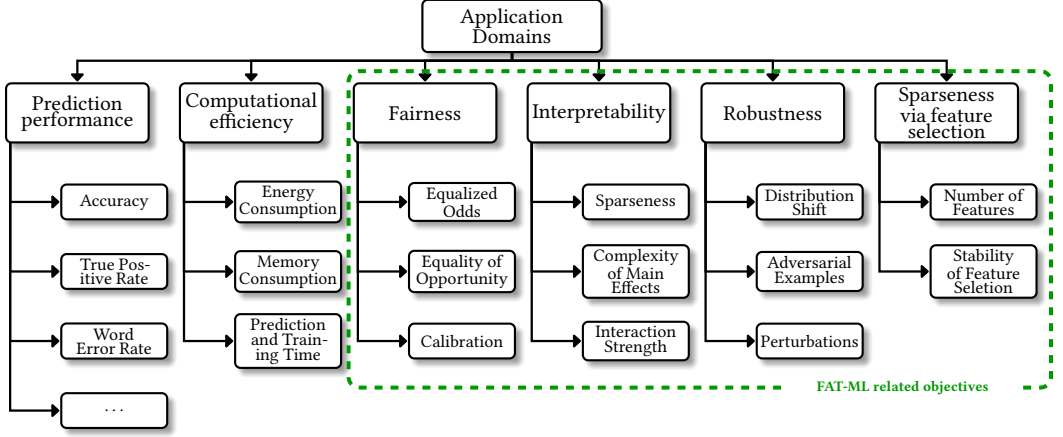 Application
Domains
Prediction
performance
Computational
efficiency
Fairness
Interpretability
Robustness
Sparseness
via feature
selection
Accuracy
True Pos-
itive Rate
Word
Error Rate
...
Energy
Consumption
Memory
Consumption
Prediction
and Train-
ing Time
Equalized
Odds
Equality of
Opportunity
Calibration
Sparseness
Complexity
of Main
Effects
Interaction
Strength
Distribution
Shift
Adversarial
Examples
Perturbations
Number of
Features
Stability
of Feature
Seletion
FAT-ML related objectives